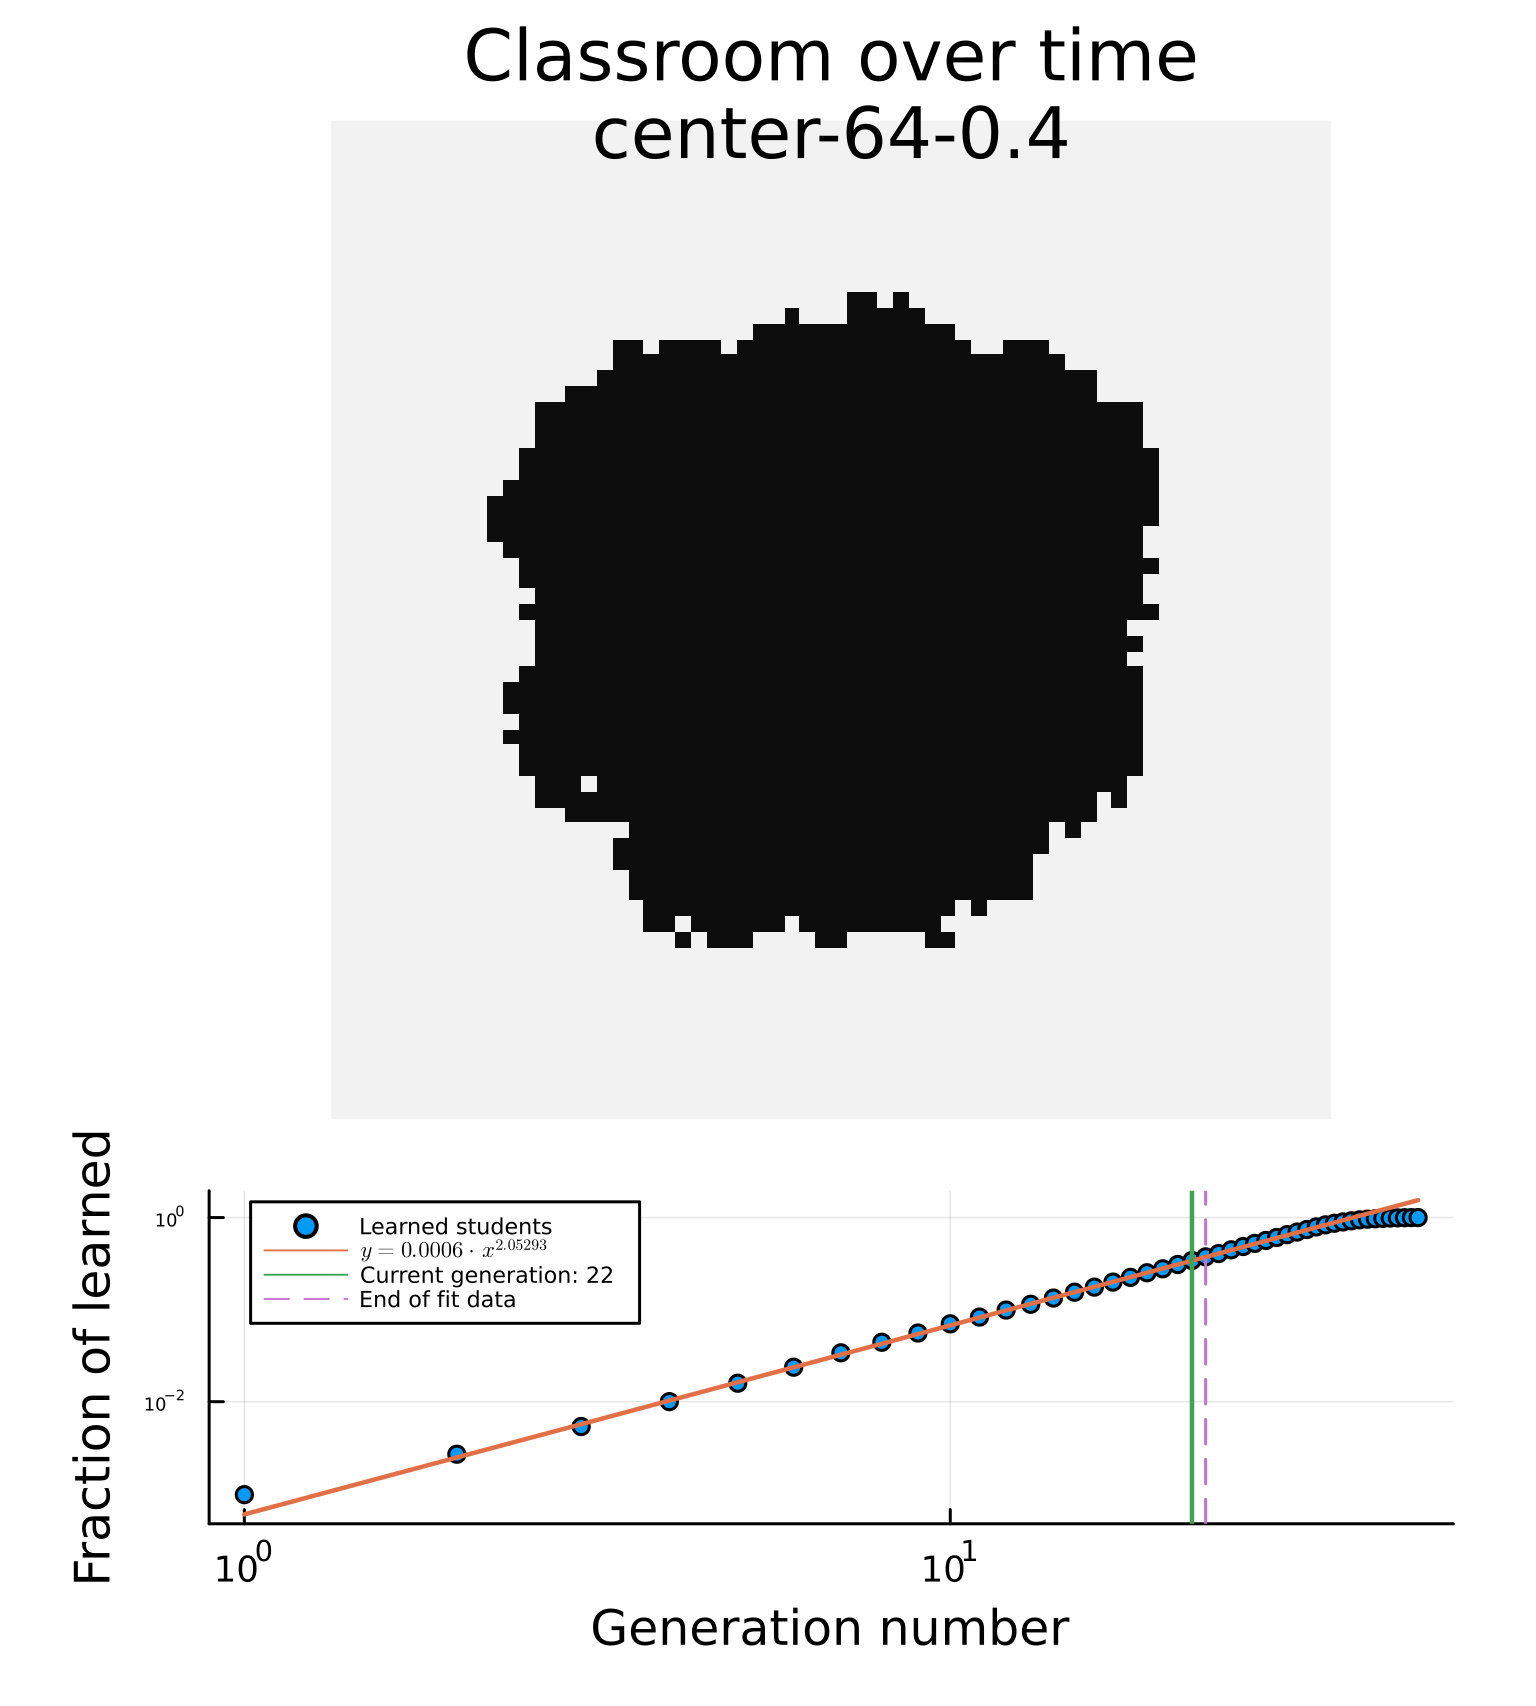 Classroom over time
center-64-0.4
Fraction of learned
10⁰
10⁻²
Learned students
y = 0.0006 · x^2.05293
Current generation: 22
End of fit data
10⁰
10¹
Generation number